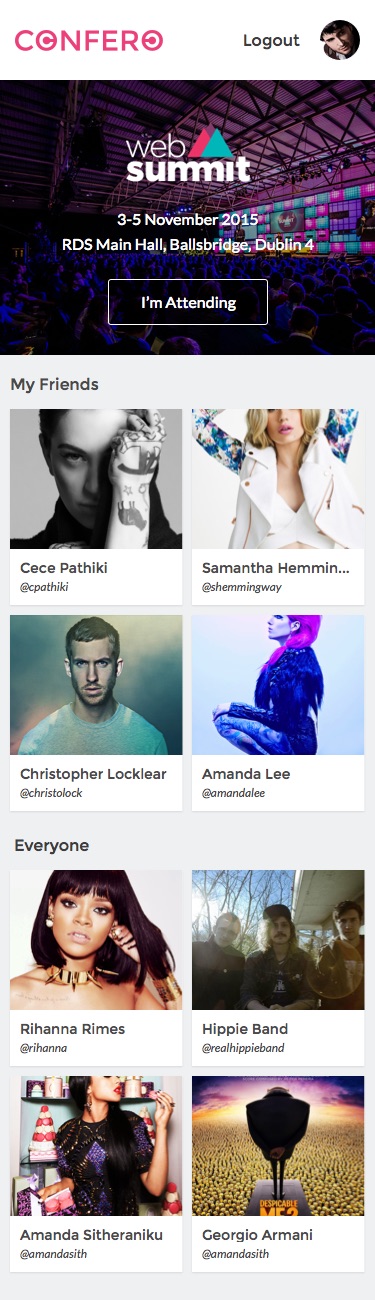 CONFERO
Logout
web
summit
3-5 November 2015
RDS Main Hall, Ballsbridge, Dublin 4
I'm Attending
My Friends
Cece Pathiki
@cpathiki
Samantha Hemmin...
@shemmingway
Christopher Locklear
@christolock
Amanda Lee
@amandalee
Everyone
Rihanna Rimes
@rihanna
Hippie Band
@realhippieband
DESPICABLE
ME2
Amanda Sitheraniku
@amandasith
Georgio Armani
@amandasith